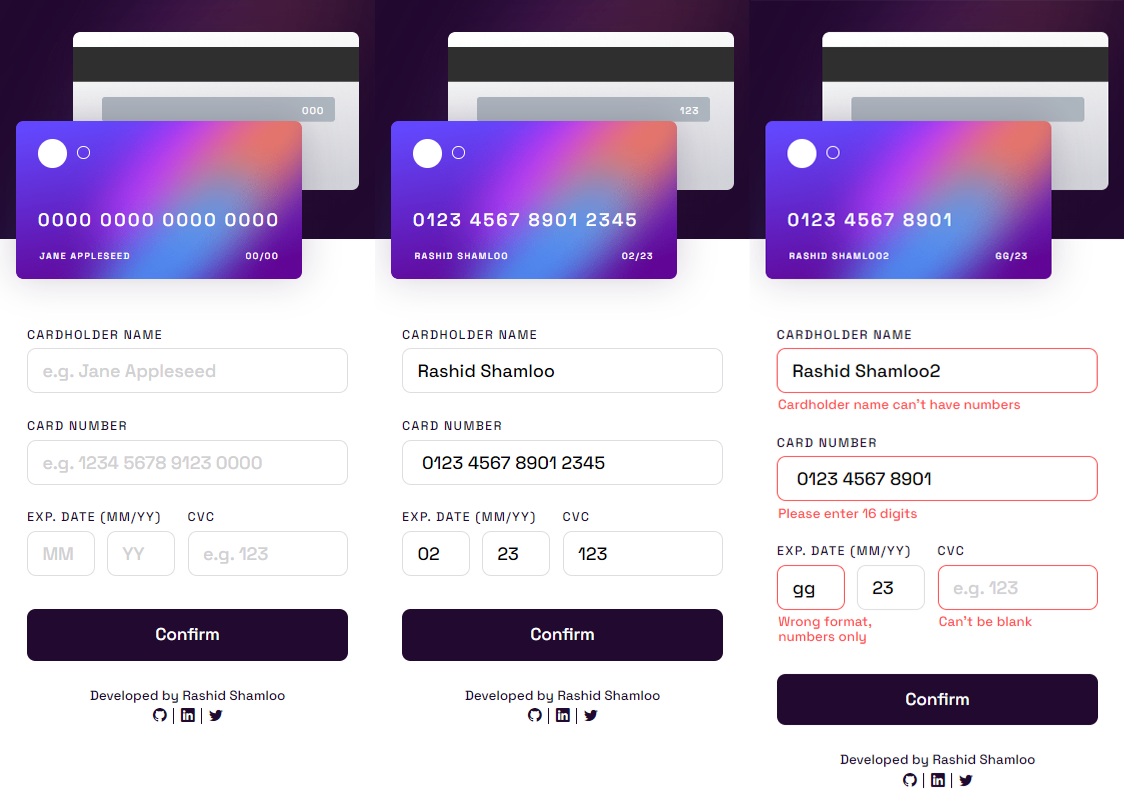 000
0000 0000 0000 0000
JANE APPLESEED 00/00
CARDHOLDER NAME
e.g. Jane Appleseed
CARD NUMBER
e.g. 1234 5678 9123 0000
EXP. DATE (MM/YY) CVC
MM YY e.g. 123
Confirm
Developed by Rashid Shamloo
123
0123 4567 8901 2345
RASHID SHAMLOO 02/23
CARDHOLDER NAME
Rashid Shamloo
CARD NUMBER
0123 4567 8901 2345
EXP. DATE (MM/YY) CVC
02 23 123
Confirm
Developed by Rashid Shamloo
0123 4567 8901
RASHID SHAMLOO2 GG/23
CARDHOLDER NAME
Rashid Shamloo2
Cardholder name can't have numbers
CARD NUMBER
0123 4567 8901
Please enter 16 digits
EXP. DATE (MM/YY) CVC
gg 23 e.g. 123
Wrong format, Can't be blank
numbers only
Confirm
Developed by Rashid Shamloo